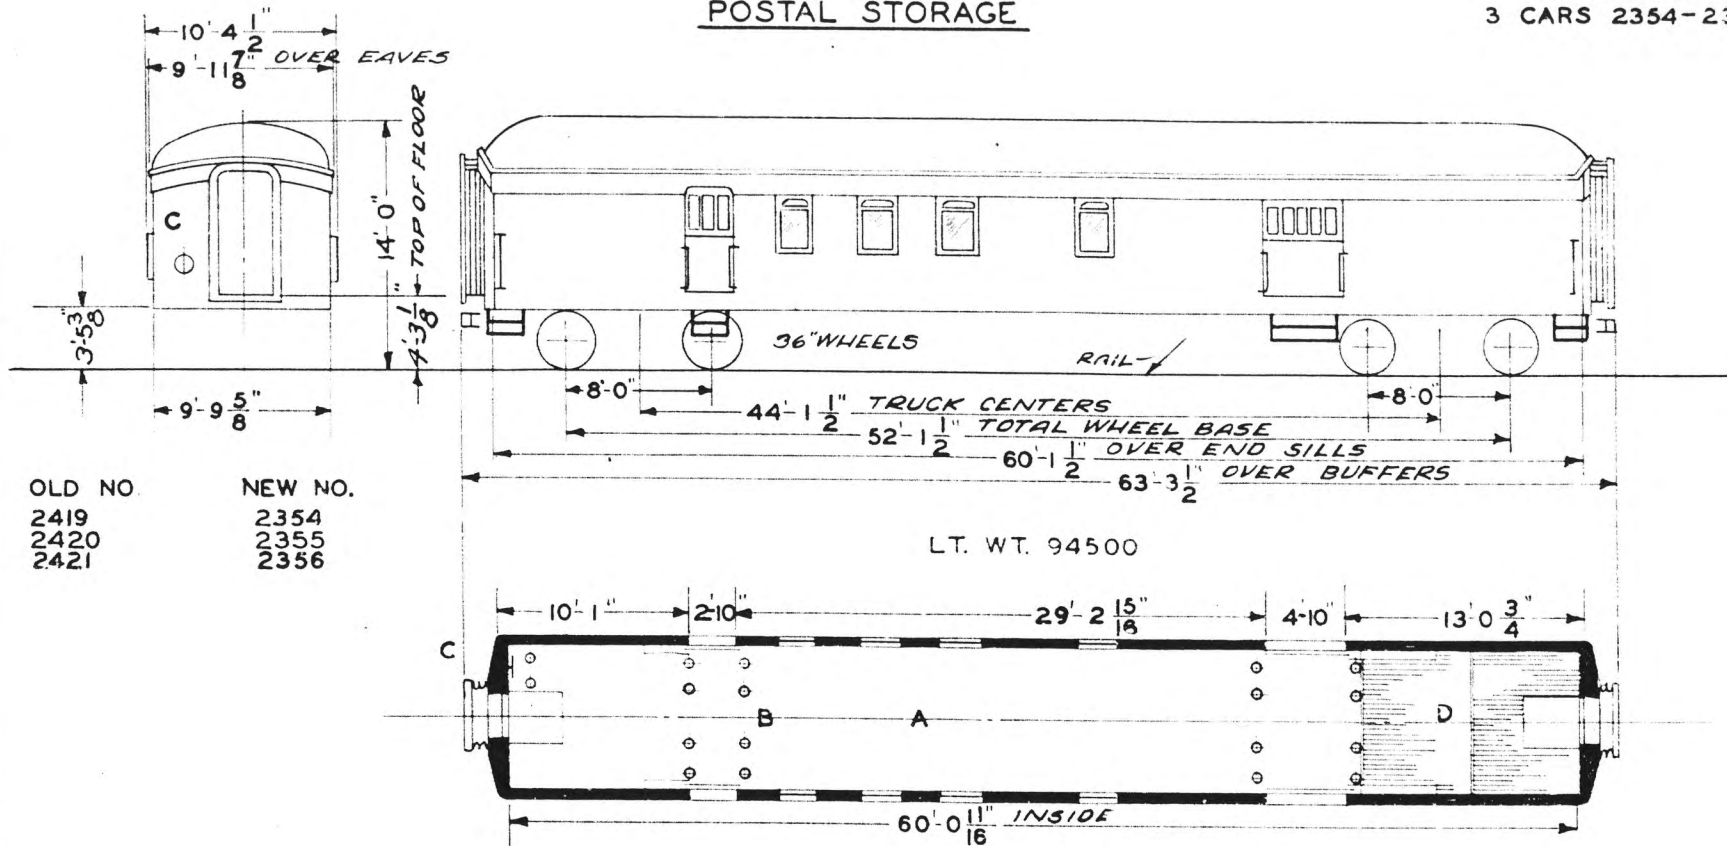 POSTAL STORAGE
3 CARS 2354-23
10'-4 1/2"
9'-11 7/8" OVER EAVES
C
3'-5 3/8"
14'-0"
4'-3 1/8" TOP OF FLOOR
9'-9 5/8"
36" WHEELS
RAIL
8'-0"
8'-0"
44'-1 1/2" TRUCK CENTERS
52'-1 1/2" TOTAL WHEEL BASE
60'-1 1/2" OVER END SILLS
63'-3 1/2" OVER BUFFERS
OLD NO. NEW NO.
2419 2354
2420 2355
2421 2356
LT. WT. 94500
10'-1" 2'-10" 29'-2 15/16" 4'-10" 13'-0 3/4"
C
B A D
60'-0 11/16" INSIDE